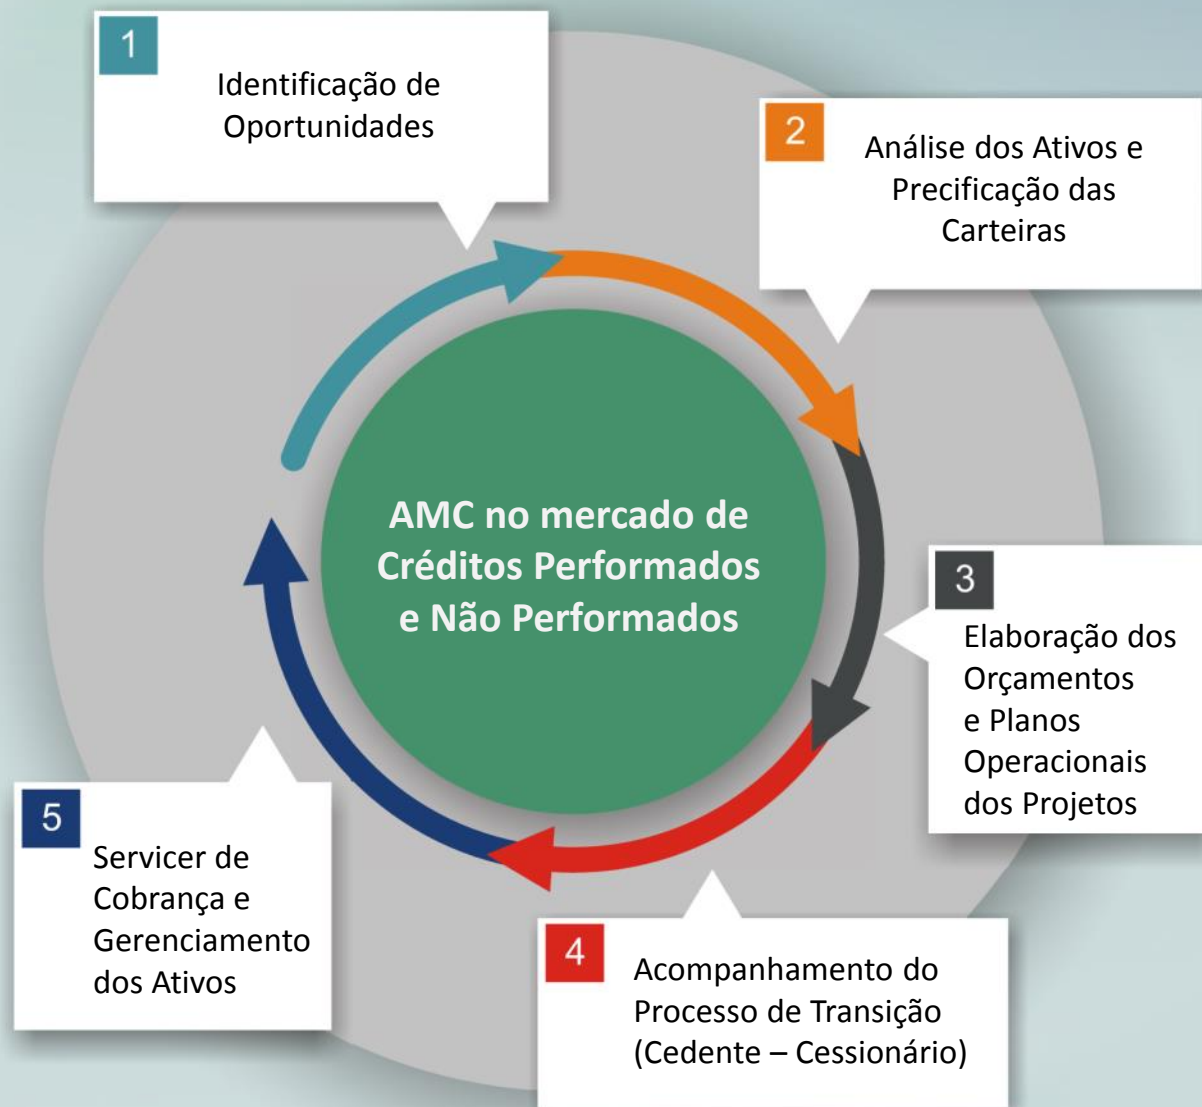 1
Identificação de
Oportunidades
2
Análise dos Ativos e
Precificação das
Carteiras
AMC no mercado de
Créditos Performados
e Não Performados
3
Elaboração dos
Orçamentos
e Planos
Operacionais
dos Projetos
4
Acompanhamento do
Processo de Transição
(Cedente – Cessionário)
5
Servicer de
Cobrança e
Gerenciamento
dos Ativos